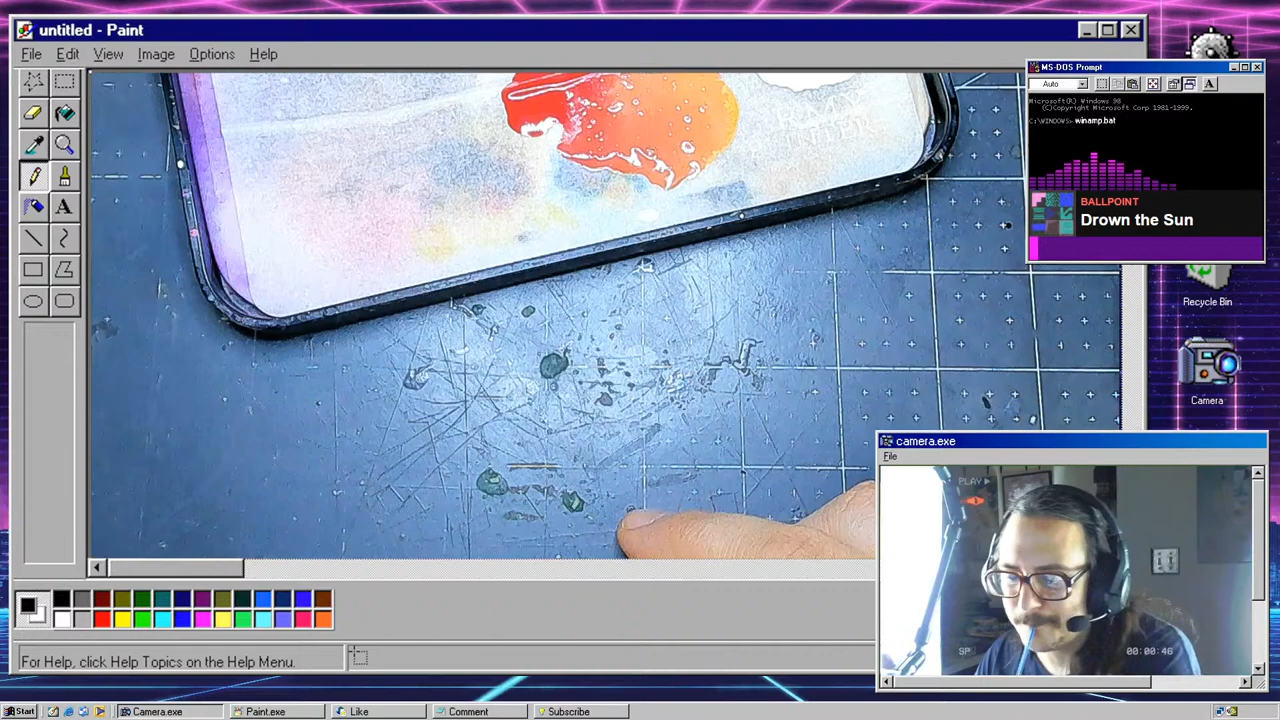 untitled - Paint
File Edit View Image Options Help
MS-DOS Prompt
Auto
A
Microsoft(R) Windows 98
(C)Copyright Microsoft Corp 1981-1999.
C:\WINDOWS> winamp.bat
BALLPOINT
Drown the Sun
Recycle Bin
Camera
A
camera.exe
File
PLAY
SP
00:00:46
For Help, click Help Topics on the Help Menu.
Start Camera.exe Paint.exe Like Comment Subscribe